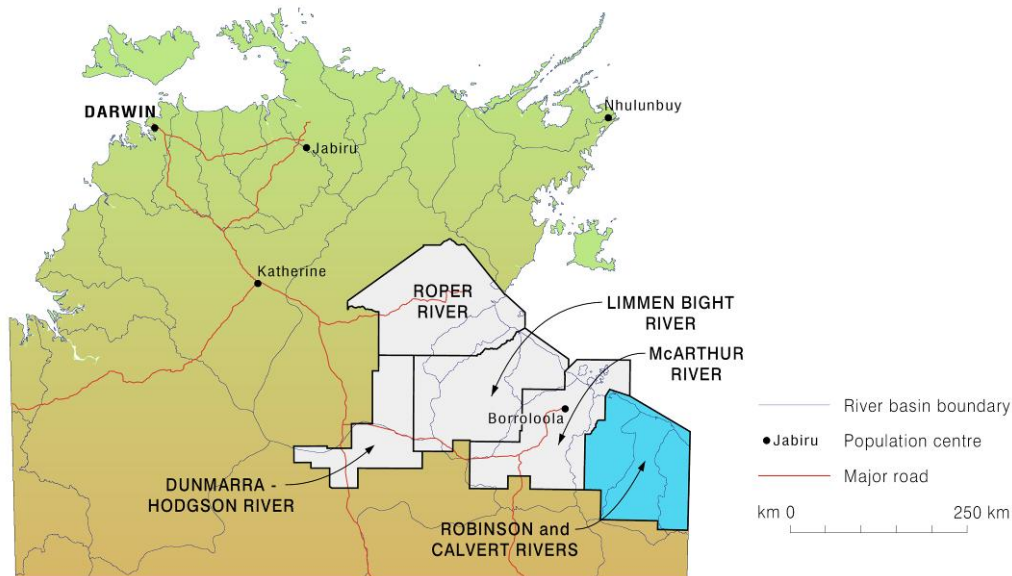 DARWIN
Jabiru
Nhulunbuy
Katherine
ROPER
RIVER
LIMMEN BIGHT
RIVER
McARTHUR
RIVER
Borroloola
DUNMARRA -
HODGSON RIVER
ROBINSON and
CALVERT RIVERS
River basin boundary
Jabiru Population centre
Major road
km 0 250 km